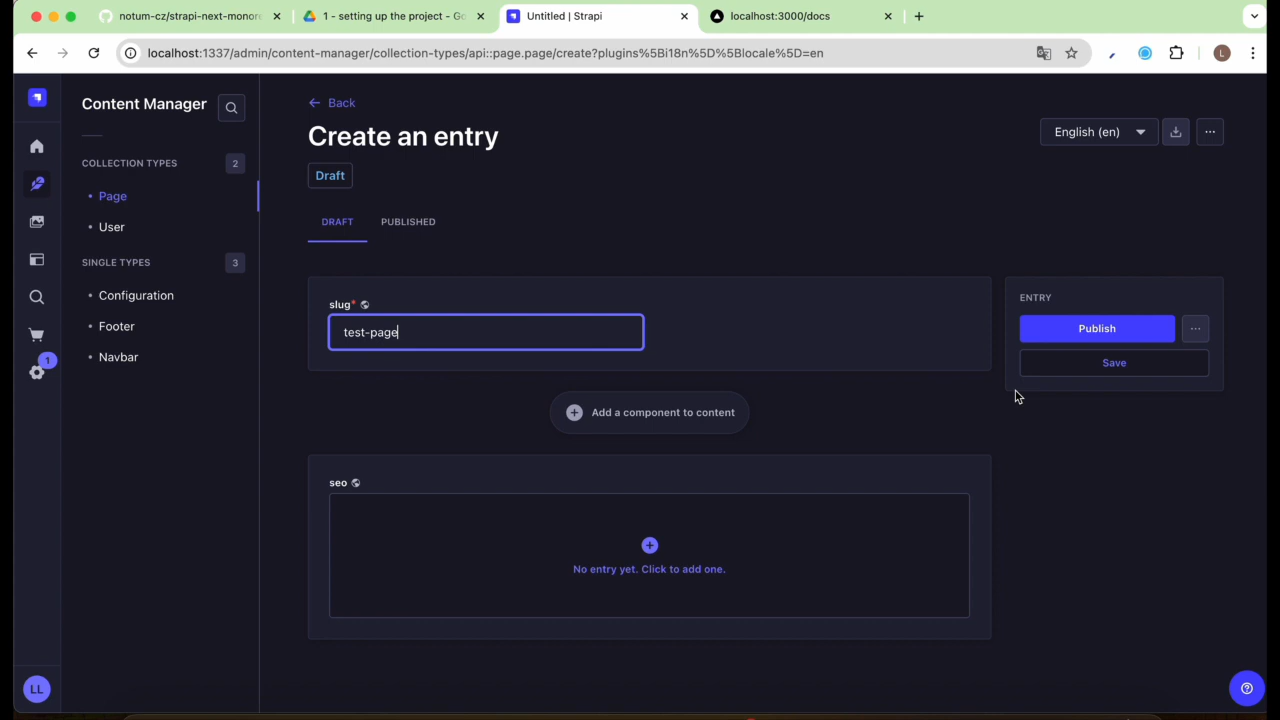 notum-cz/strapi-next-monore
1 - setting up the project - Go
Untitled | Strapi
localhost:3000/docs
localhost:1337/admin/content-manager/collection-types/api::page.page/create?plugins%5Bi18n%5D%5Blocale%5D=en
L
Content Manager
Back
Create an entry
English (en)
Draft
COLLECTION TYPES 2
Page
User
DRAFT
PUBLISHED
SINGLE TYPES 3
Configuration
Footer
Navbar
1
slug*
test-page
ENTRY
Publish
Save
Add a component to content
seo
No entry yet. Click to add one.
LL